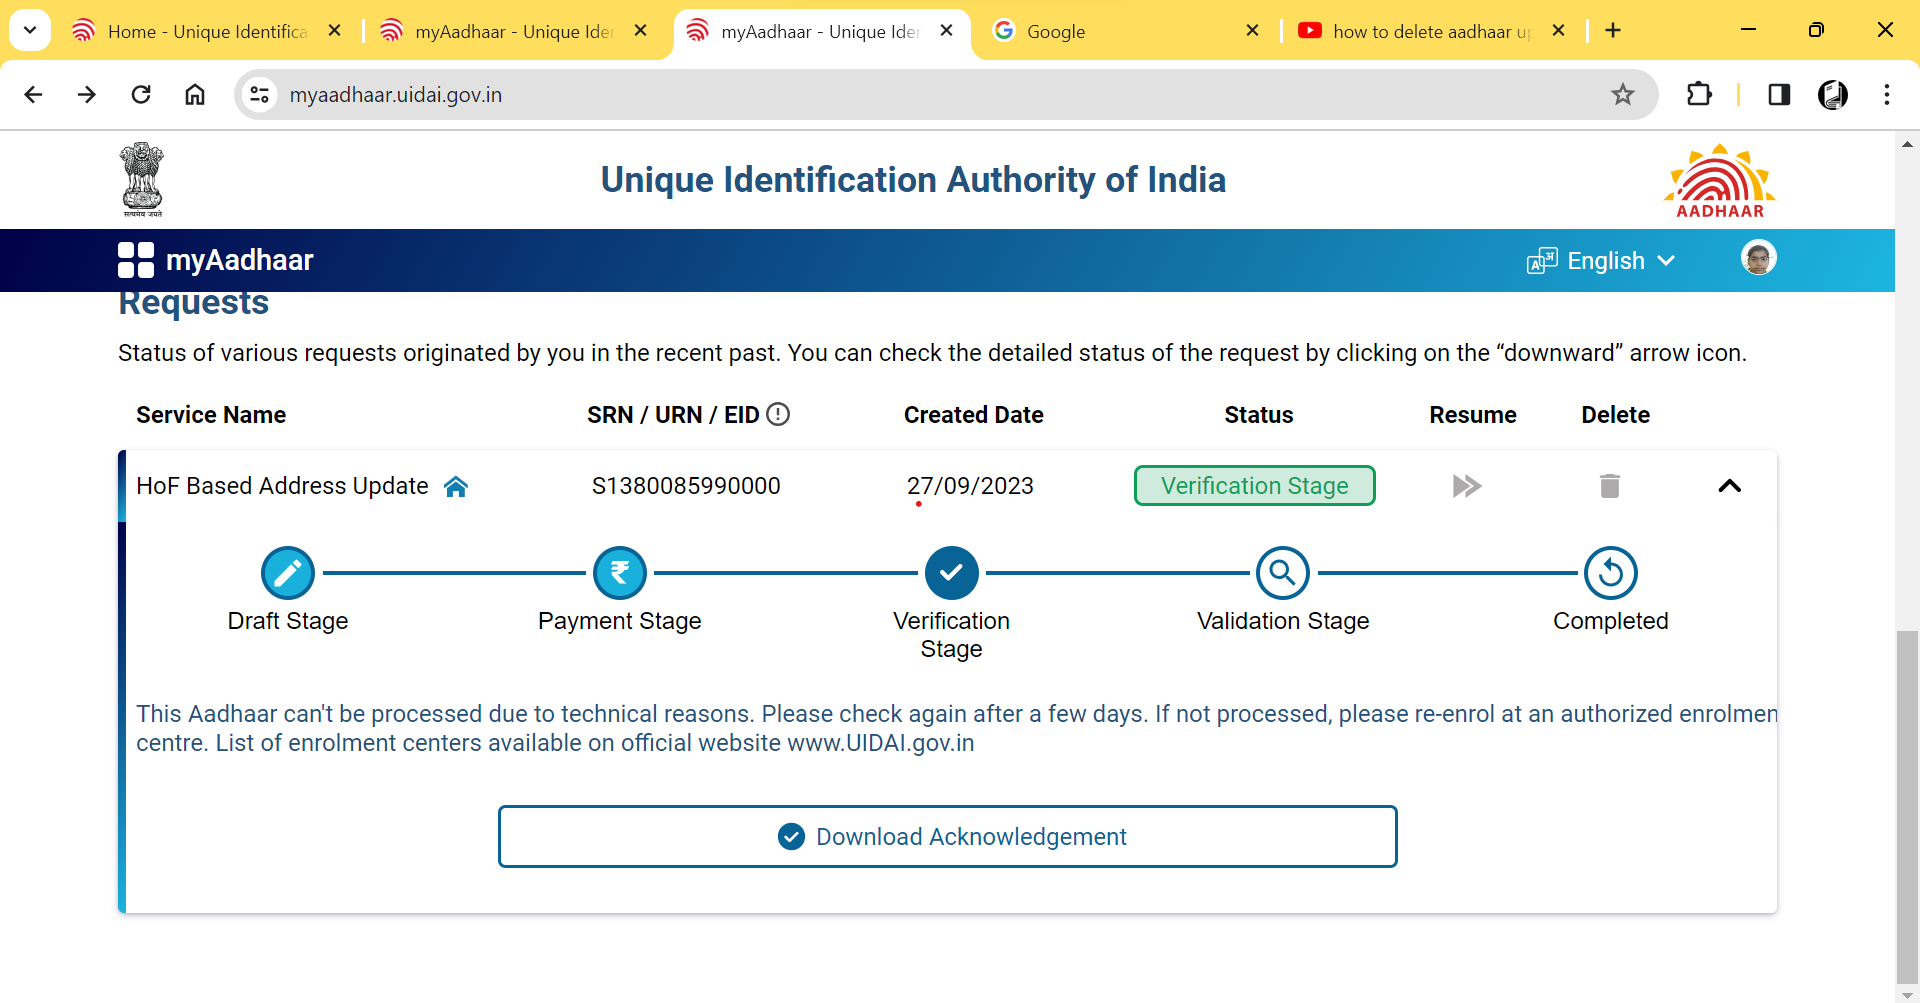 Home - Unique Identifica
myAadhaar - Unique Ider
myAadhaar - Unique Ider
Google
how to delete aadhaar up
myaadhaar.uidai.gov.in
सत्यमेव जयते
Unique Identification Authority of India
AADHAAR
myAadhaar
A अ English
Requests
Status of various requests originated by you in the recent past. You can check the detailed status of the request by clicking on the “downward” arrow icon.
Service Name SRN / URN / EID Created Date Status Resume Delete
HoF Based Address Update S1380085990000 27/09/2023 Verification Stage
₹
Draft Stage Payment Stage Verification Stage Validation Stage Completed
This Aadhaar can't be processed due to technical reasons. Please check again after a few days. If not processed, please re-enrol at an authorized enrolmen
centre. List of enrolment centers available on official website www.UIDAI.gov.in
Download Acknowledgement